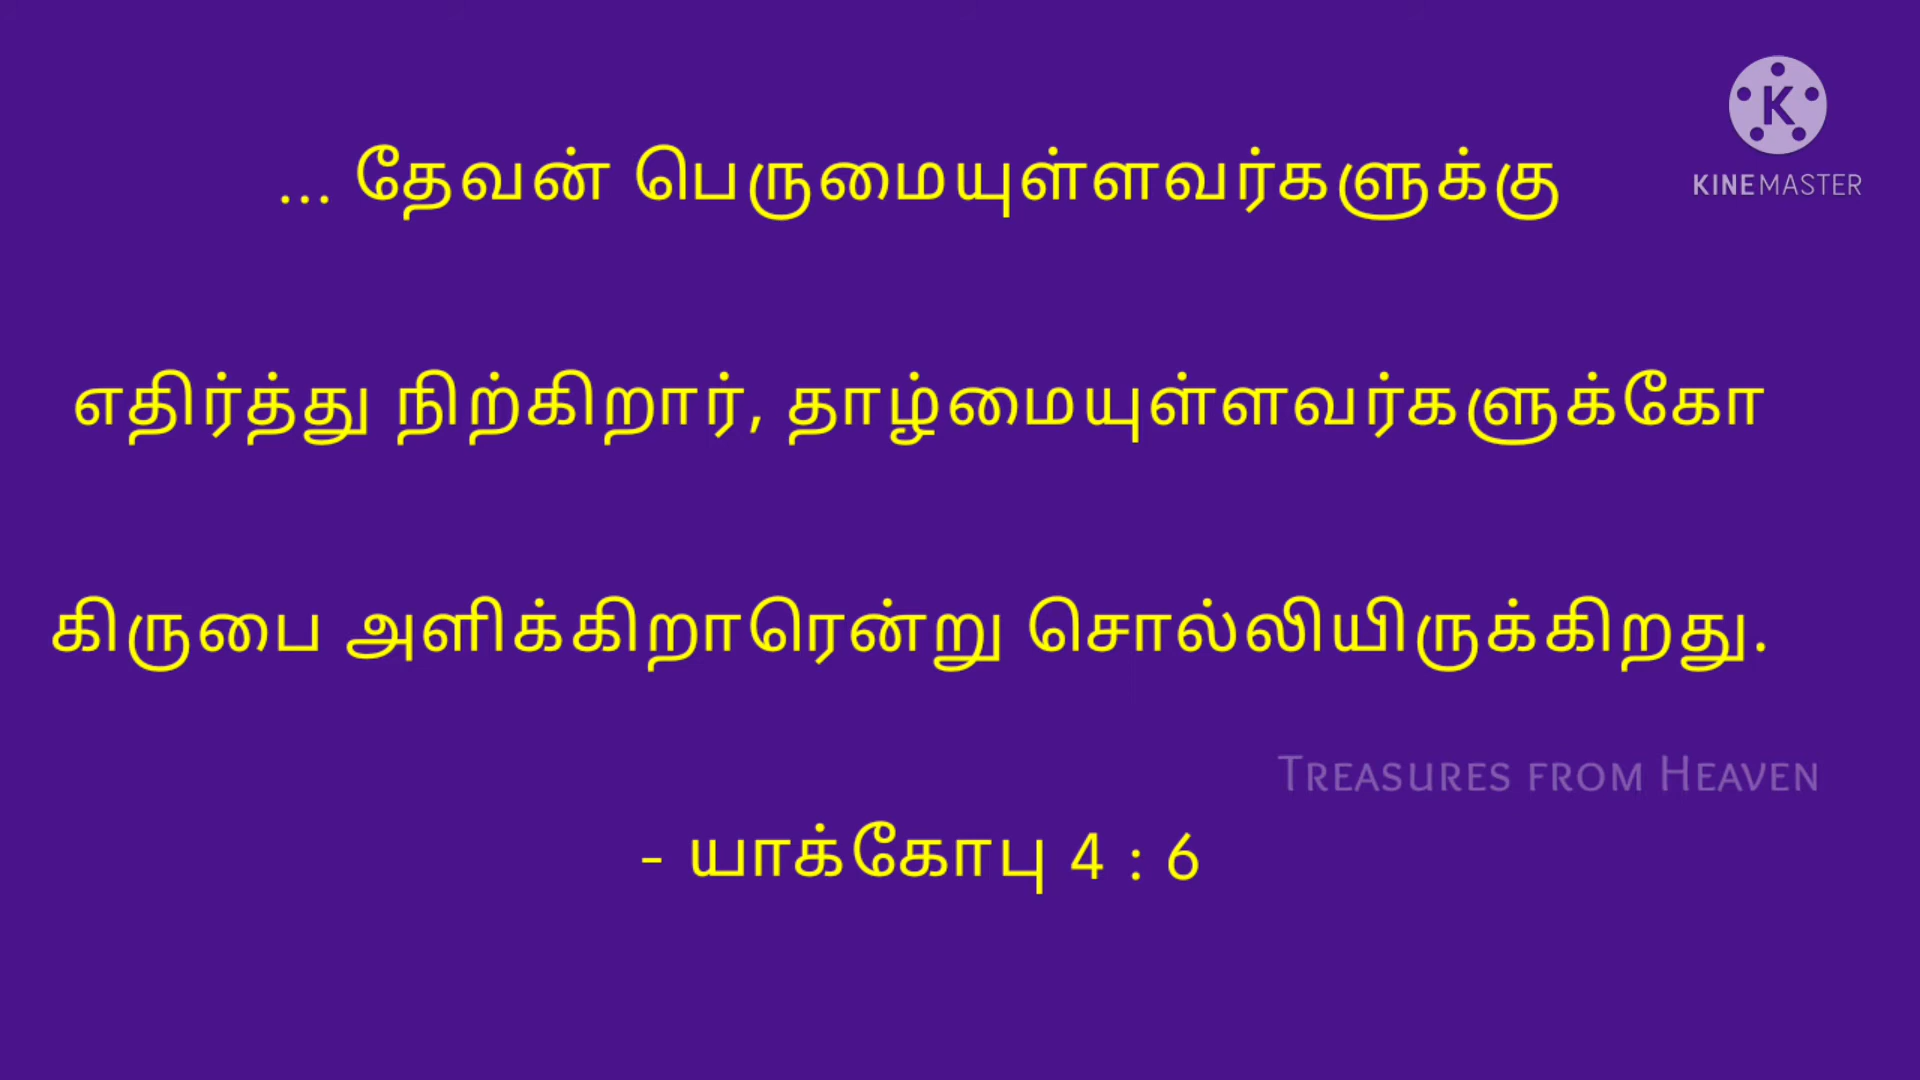 ... தேவன் பெருமையுள்ளவர்களுக்கு
K
KINEMASTER
எதிர்த்து நிற்கிறார், தாழ்மையுள்ளவர்களுக்கோ
கிருபை அளிக்கிறாரென்று சொல்லியிருக்கிறது.
TREASURES FROM HEAVEN
- யாக்கோபு 4 : 6